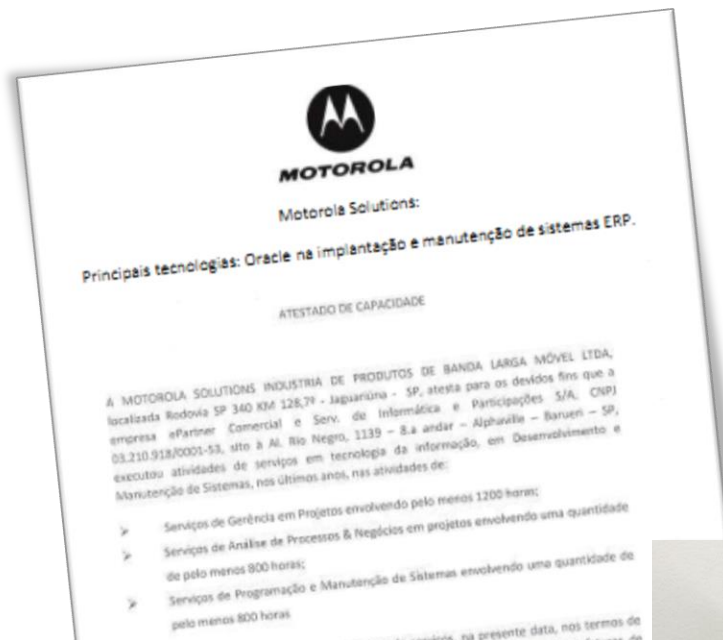 MOTOROLA
Motorola Solutions:
Principais tecnologias: Oracle na implantação e manutenção de sistemas ERP.
ATESTADO DE CAPACIDADE
A MOTOROLA SOLUTIONS INDUSTRIA DE PRODUTOS DE BANDA LARGA MÓVEL LTDA,
localizada Rodovia SP 340 KM 128,7º - Jaguariúna - SP, atesta para os devidos fins que a
empresa ePartner Comercial e Serv. de Informática e Participações S/A, CNPJ
03.210.918/0001-53, sito à Al. Rio Negro, 1139 – 8.a andar – Alphaville – Barueri – SP,
executou atividades de serviços em tecnologia da informação, em Desenvolvimento e
Manutenção de Sistemas, nos últimos anos, nas atividades de:
➢ Serviços de Gerência em Projetos envolvendo pelo menos 1200 horas;
➢ Serviços de Análise de Processos & Negócios em projetos envolvendo uma quantidade
de pelo menos 800 horas;
➢ Serviços de Programação e Manutenção de Sistemas envolvendo uma quantidade de
pelo menos 800 horas
serviços, na presente data, nos termos de